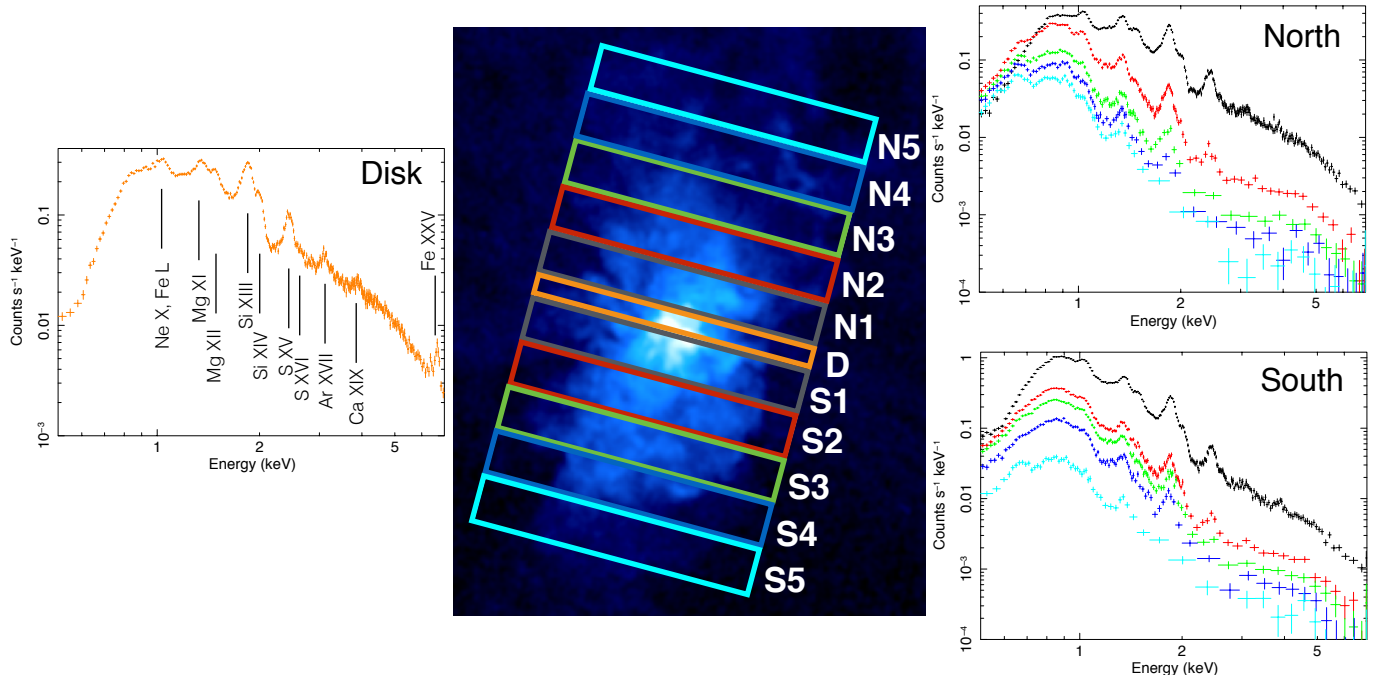 Disk
Counts s⁻¹ keV⁻¹
0.1
0.01
10⁻³
Ne X, Fe L
Mg XI
Mg XII
Si XIII
Si XIV
S XV
S XVI
Ar XVII
Ca XIX
Fe XXV
1
2
5
Energy (keV)
N5
N4
N3
N2
N1
D
S1
S2
S3
S4
S5
North
Counts s⁻¹ keV⁻¹
0.1
0.01
10⁻³
10⁻⁴
1
2
5
Energy (keV)
South
Counts s⁻¹ keV⁻¹
1
0.1
0.01
10⁻³
10⁻⁴
1
2
5
Energy (keV)